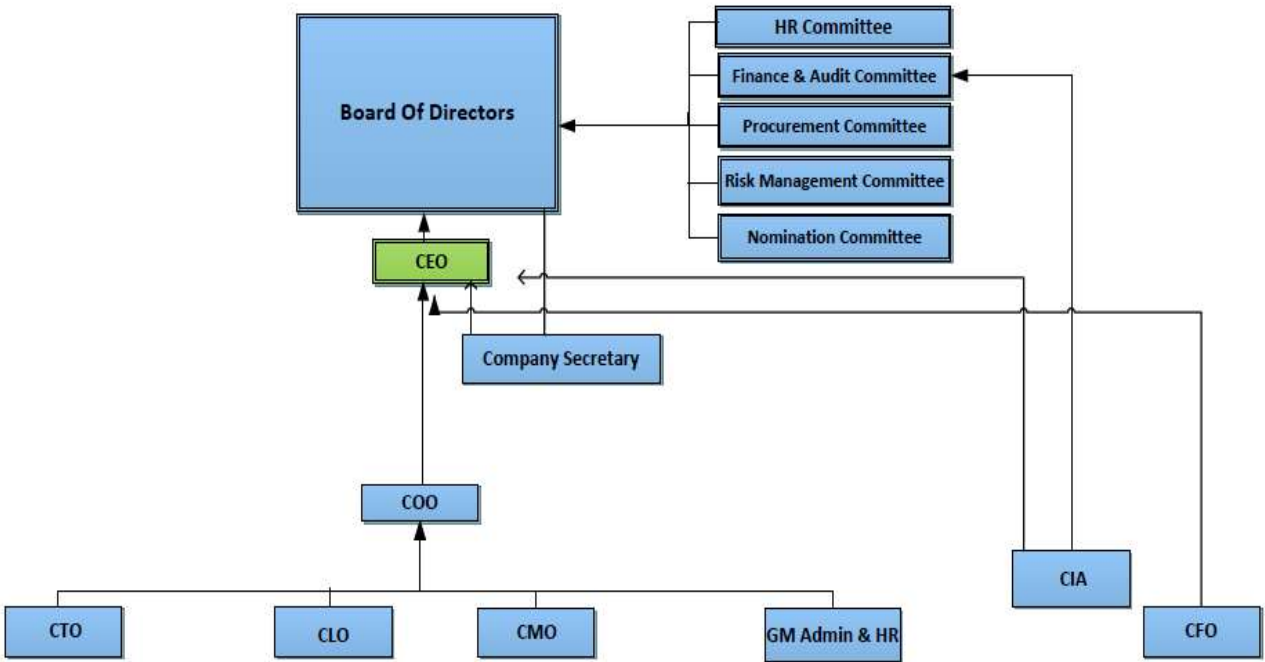 HR Committee
Finance & Audit Committee
Board Of Directors
Procurement Committee
Risk Management Committee
Nomination Committee
CEO
Company Secretary
COO
CIA
CTO
CLO
CMO
GM Admin & HR
CFO